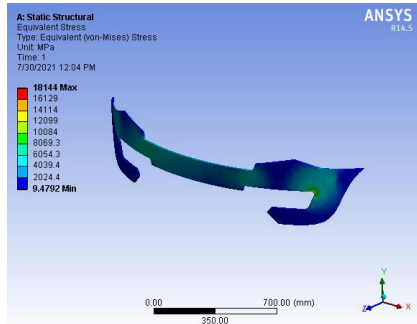 A: Static Structural
Equivalent Stress
Type: Equivalent (von-Mises) Stress
Unit: MPa
Time: 1
7/30/2021 12:04 PM
18144 Max
16129
14114
12099
10084
8069.3
6054.3
4039.4
2024.4
9.4792 Min
ANSYS
R14.5
0.00
700.00 (mm)
350.00
Y
Z
X